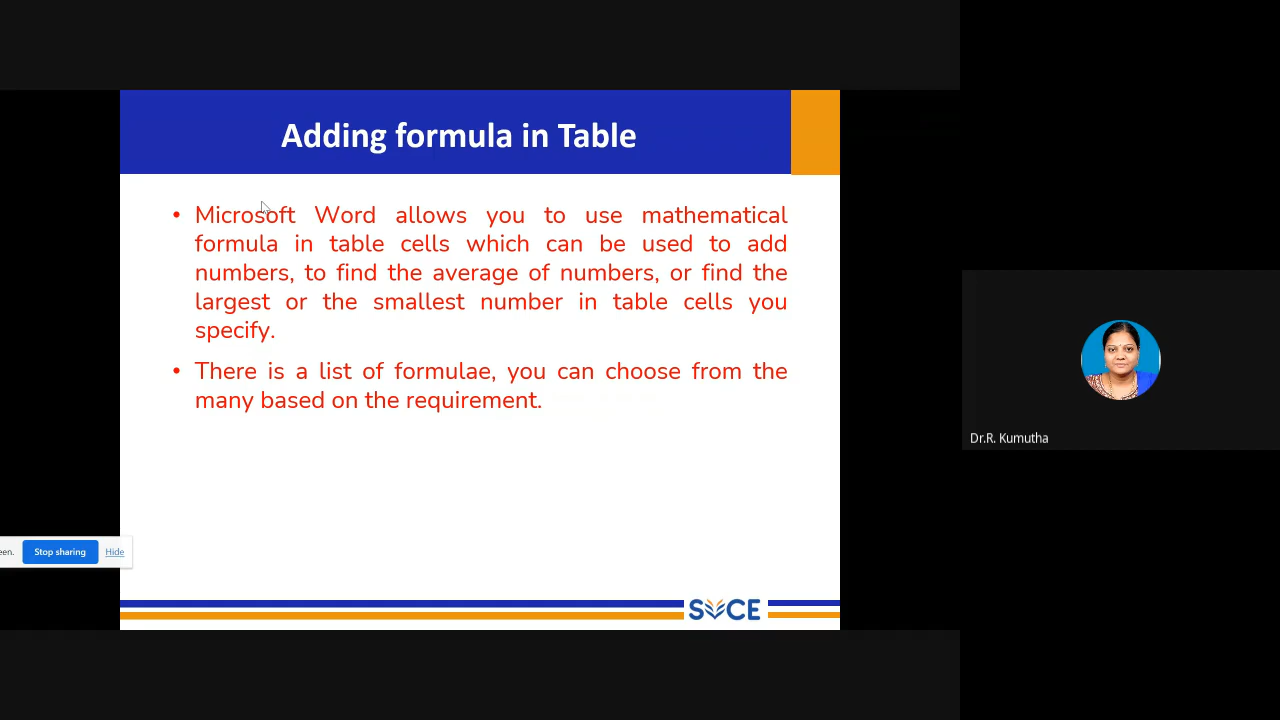 Adding formula in Table
• Microsoft Word allows you to use mathematical
formula in table cells which can be used to add
numbers, to find the average of numbers, or find the
largest or the smallest number in table cells you
specify.
• There is a list of formulae, you can choose from the
many based on the requirement.
Dr.R. Kumutha
een. Stop sharing Hide
SVCE